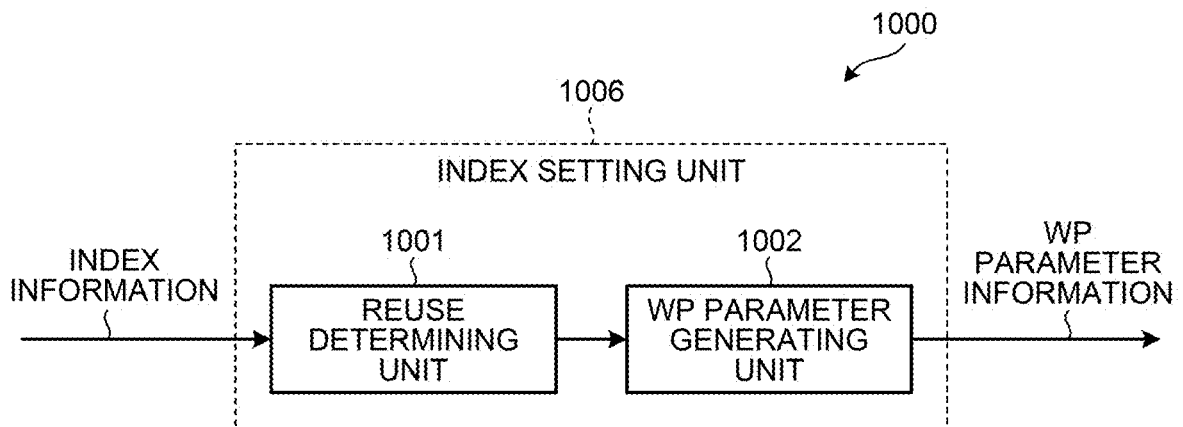 1000
1006
INDEX SETTING UNIT
1001
1002
INDEX
INFORMATION
WP
PARAMETER
INFORMATION
REUSE
DETERMINING
UNIT
WP PARAMETER
GENERATING
UNIT